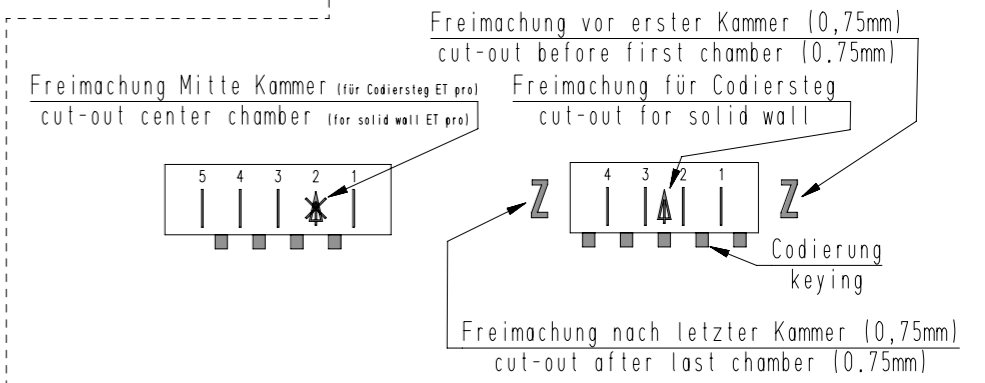 Freimachung vor erster Kammer (0,75mm)
cut-out before first chamber (0.75mm)
Freimachung Mitte Kammer (für Codiersteg ET pro)
cut-out center chamber (for solid wall ET pro)
Freimachung für Codiersteg
cut-out for solid wall
5 4 3 2 1
Z 4 3 2 1 Z
Codierung
keying
Freimachung nach letzter Kammer (0,75mm)
cut-out after last chamber (0.75mm)